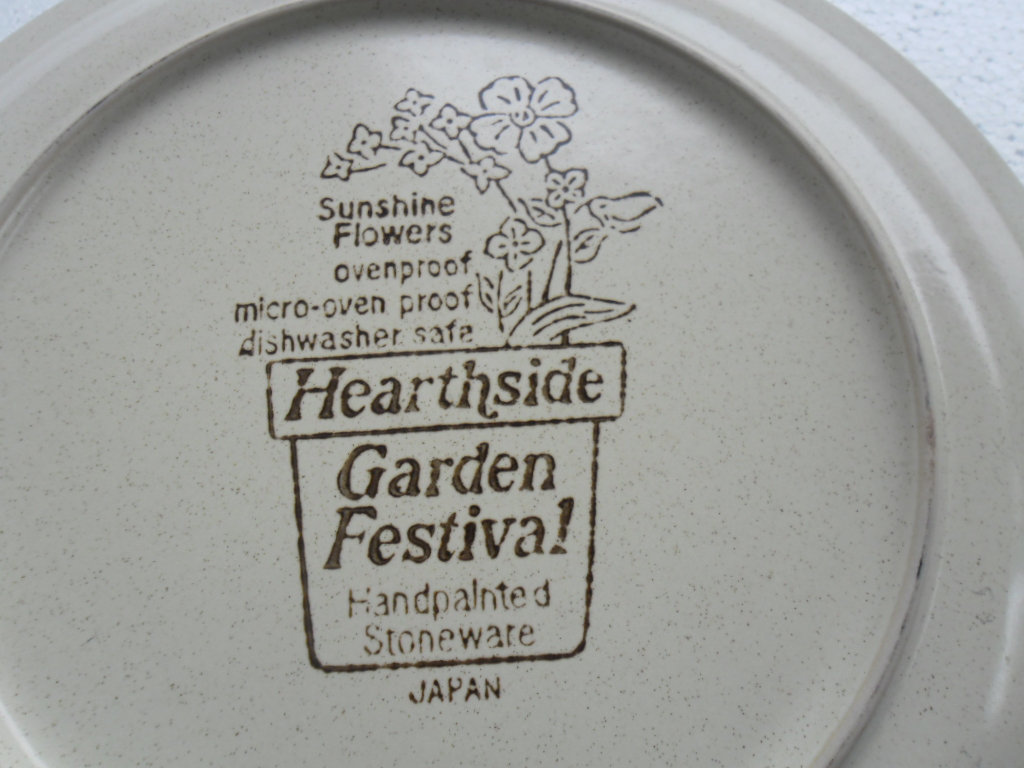 Sunshine
Flowers
ovenproof
micro-oven proof
dishwasher safe
Hearthside
Garden
Festival
Handpainted
Stoneware
JAPAN